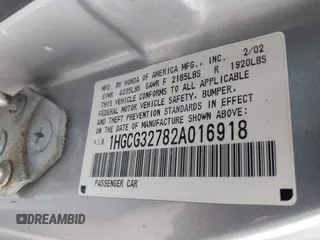 MFD. BY HONDA OF AMERICA MFG., INC. 2/02
GVWR 4035LBS GAWR F 2185LBS R 1920LBS
THIS VEHICLE CONFORMS TO ALL APPLICABLE
FEDERAL MOTOR VEHICLE SAFETY, BUMPER,
AND THEFT PREVENTION STANDARDS IN EFFECT
ON THE DATE OF MANUFACTURE SHOWN ABOVE.
V.I.N. 1HGCG32782A016918
PASSENGER CAR
DREAMBID